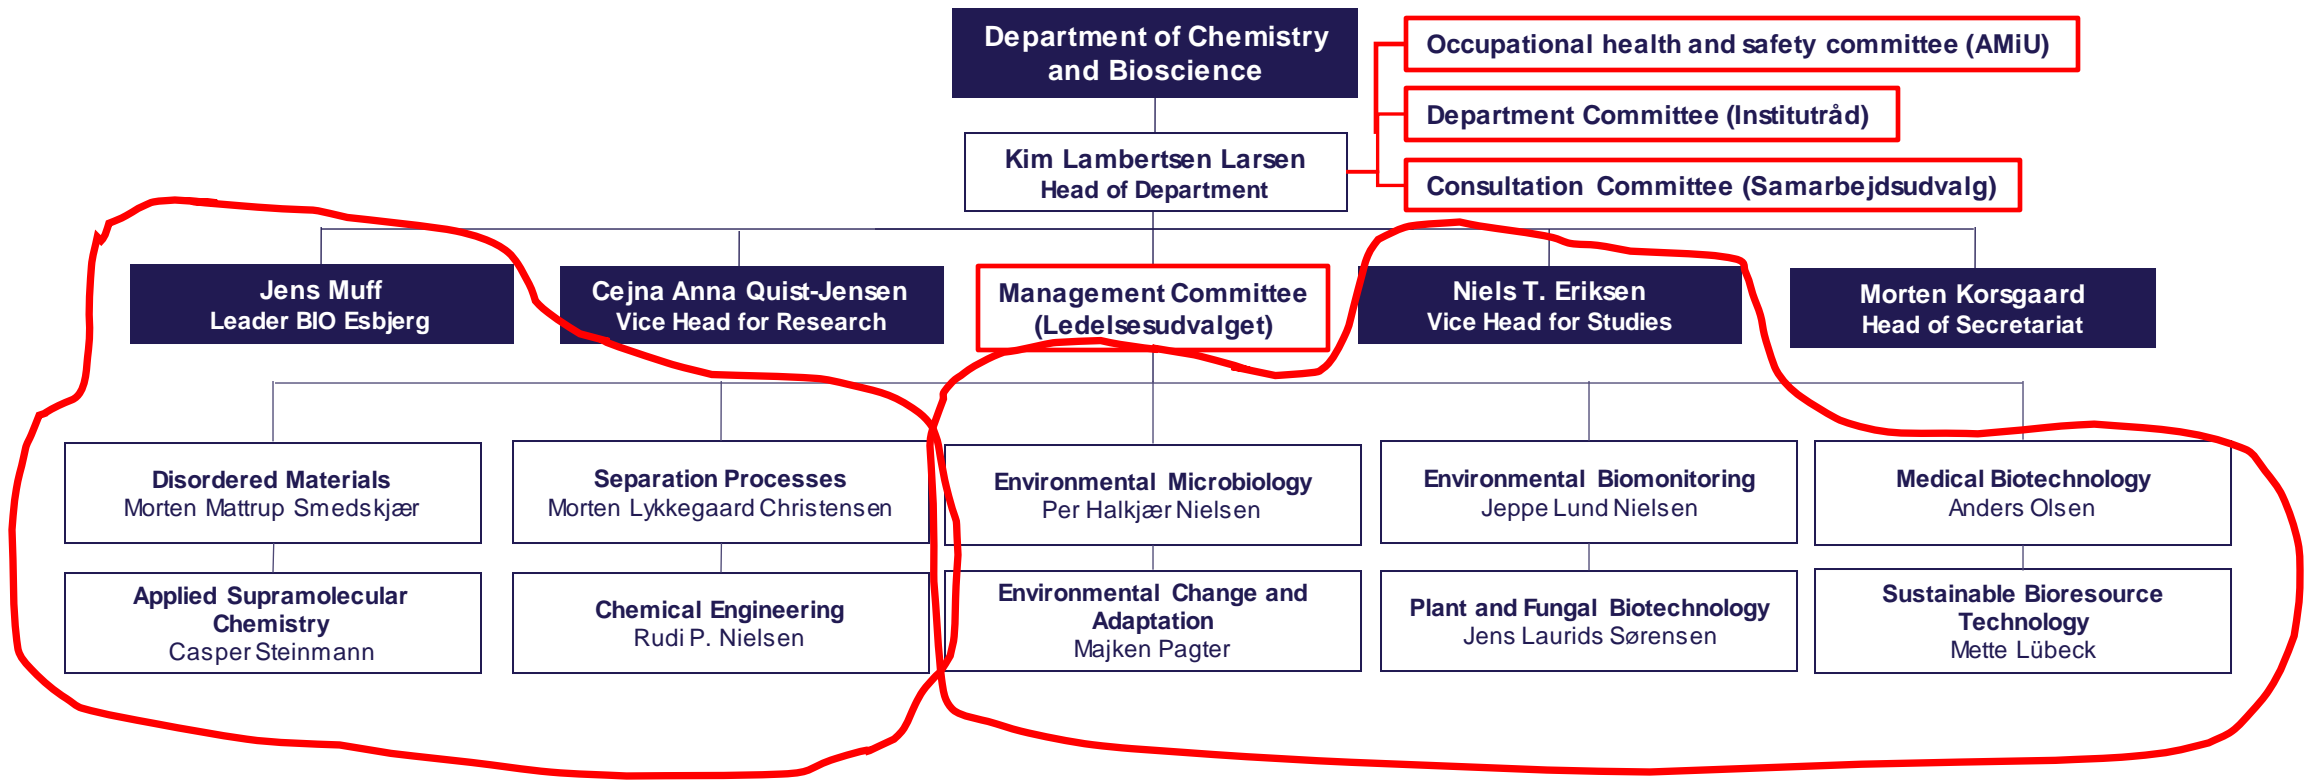 Department of Chemistry
and Bioscience
Occupational health and safety committee (AMiU)
Department Committee (Institutråd)
Kim Lambertsen Larsen
Head of Department
Consultation Committee (Samarbejdsudvalg)
Jens Muff
Leader BIO Esbjerg
Cejna Anna Quist-Jensen
Vice Head for Research
Management Committee
(Ledelsesudvalget)
Niels T. Eriksen
Vice Head for Studies
Morten Korsgaard
Head of Secretariat
Disordered Materials
Morten Mattrup Smedskjær
Separation Processes
Morten Lykkegaard Christensen
Environmental Microbiology
Per Halkjær Nielsen
Environmental Biomonitoring
Jeppe Lund Nielsen
Medical Biotechnology
Anders Olsen
Applied Supramolecular
Chemistry
Casper Steinmann
Chemical Engineering
Rudi P. Nielsen
Environmental Change and
Adaptation
Majken Pagter
Plant and Fungal Biotechnology
Jens Laurids Sørensen
Sustainable Bioresource
Technology
Mette Lübeck